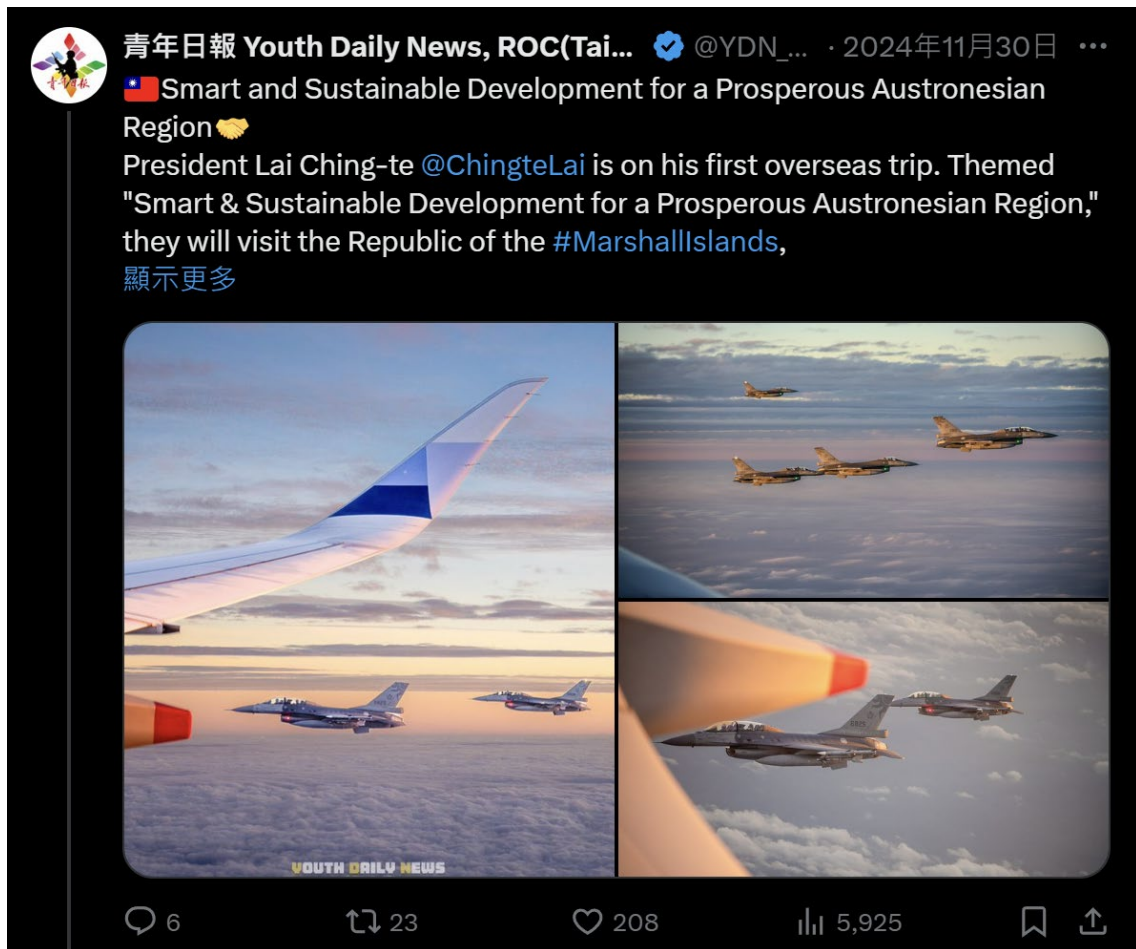 青年日報 Youth Daily News, ROC(Tai... @YDN_... · 2024年11月30日
Smart and Sustainable Development for a Prosperous Austronesian
Region
President Lai Ching-te @ChingteLai is on his first overseas trip. Themed
"Smart & Sustainable Development for a Prosperous Austronesian Region,"
they will visit the Republic of the #MarshallIslands,
顯示更多
YOUTH DAILY NEWS
6 23 208 5,925